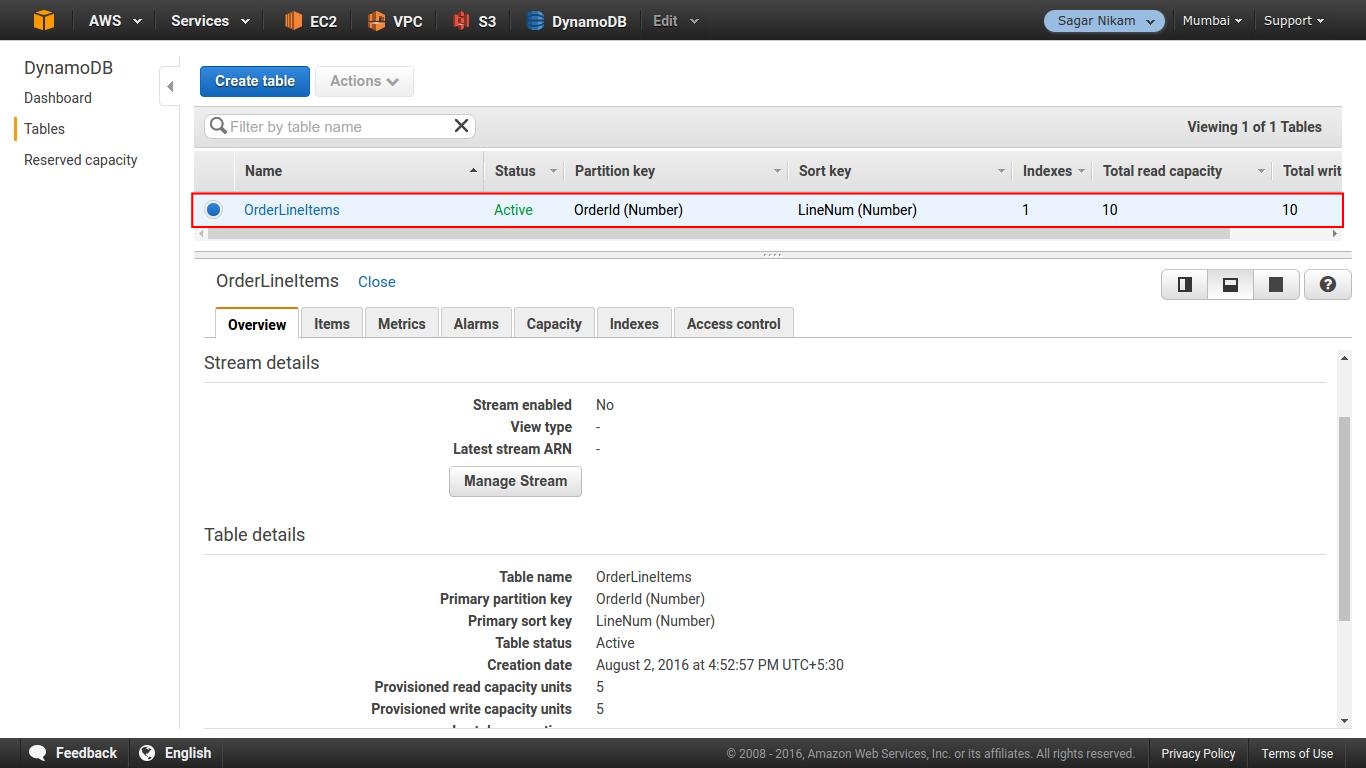 AWS Services EC2 VPC S3 DynamoDB Edit Sagar Nikam Mumbai Support
DynamoDB
Dashboard
Tables
Reserved capacity
Create table Actions
Filter by table name Viewing 1 of 1 Tables
Name Status Partition key Sort key Indexes Total read capacity Total writ
OrderLineItems Active OrderId (Number) LineNum (Number) 1 10 10
OrderLineItems Close
Overview Items Metrics Alarms Capacity Indexes Access control
Stream details
Stream enabled No
View type -
Latest stream ARN -
Manage Stream
Table details
Table name OrderLineItems
Primary partition key OrderId (Number)
Primary sort key LineNum (Number)
Table status Active
Creation date August 2, 2016 at 4:52:57 PM UTC+5:30
Provisioned read capacity units 5
Provisioned write capacity units 5
Feedback English © 2008 - 2016, Amazon Web Services, Inc. or its affiliates. All rights reserved. Privacy Policy Terms of Use